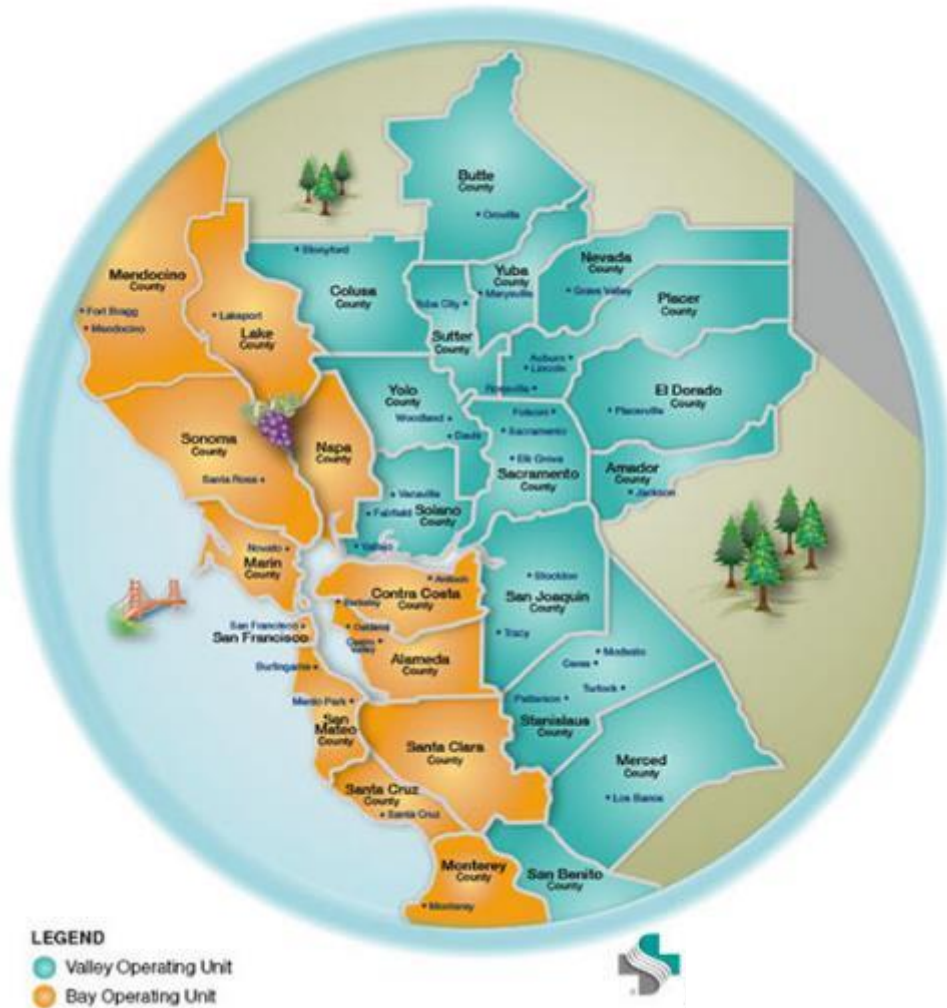 Butte
County
Oroville
Stonyford
Mendocino
County
Fort Bragg
Mendocino
Lakeport
Lake
County
Colusa
County
Yuba City
Sutter
County
Yuba
County
Marysville
Nevada
County
Grass Valley
Placer
County
Auburn
Lincoln
Roseville
El Dorado
County
Placerville
Yolo
County
Woodland
Davis
Folsom
Sacramento
Elk Grove
Sacramento
County
Amador
County
Jackson
Sonoma
County
Santa Rosa
Napa
County
Vacaville
Fairfield
Solano
County
Vallejo
Novato
Marin
County
Antioch
Contra Costa
County
Berkeley
Oakland
Castro
Valley
Alameda
County
San Francisco
San Francisco
Burlingame
Menlo Park
San
Mateo
County
Stockton
San Joaquin
County
Tracy
Modesto
Ceres
Turlock
Patterson
Stanislaus
County
Santa Clara
County
Merced
County
Los Banos
Santa Cruz
County
Santa Cruz
Monterey
County
Monterey
San Benito
County
LEGEND
Valley Operating Unit
Bay Operating Unit